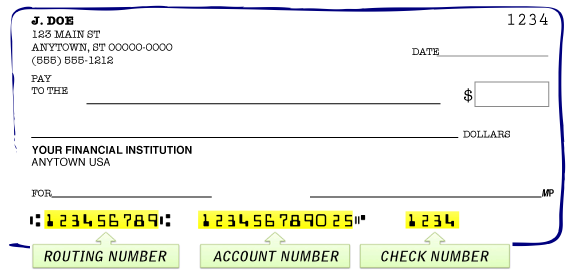 J. DOE
1234
123 MAIN ST
ANYTOWN, ST 00000-0000
(555) 555-1212
DATE
PAY
TO THE
$
DOLLARS
YOUR FINANCIAL INSTITUTION
ANYTOWN USA
FOR
MP
⑆123456789⑆ 123456789025⑈ 1234
ROUTING NUMBER
ACCOUNT NUMBER
CHECK NUMBER